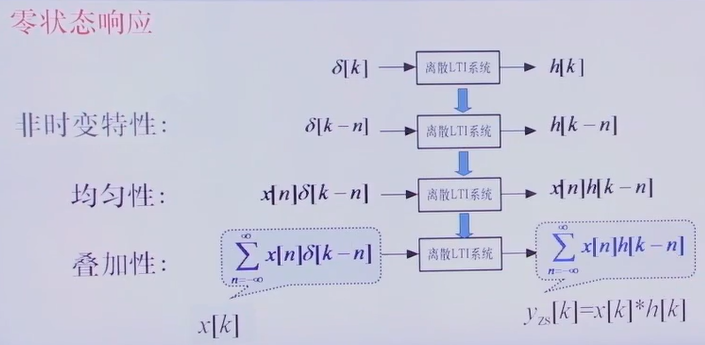 零状态响应
δ[k] 离散LTI系统 h[k]
非时变特性: δ[k−n] 离散LTI系统 h[k−n]
均匀性: x[n]δ[k−n] 离散LTI系统 x[n]h[k−n]
叠加性: ∑_{n=−∞}^{∞} x[n]δ[k−n] 离散LTI系统 ∑_{n=−∞}^{∞} x[n]h[k−n]
x[k] y_{zs}[k]=x[k]*h[k]